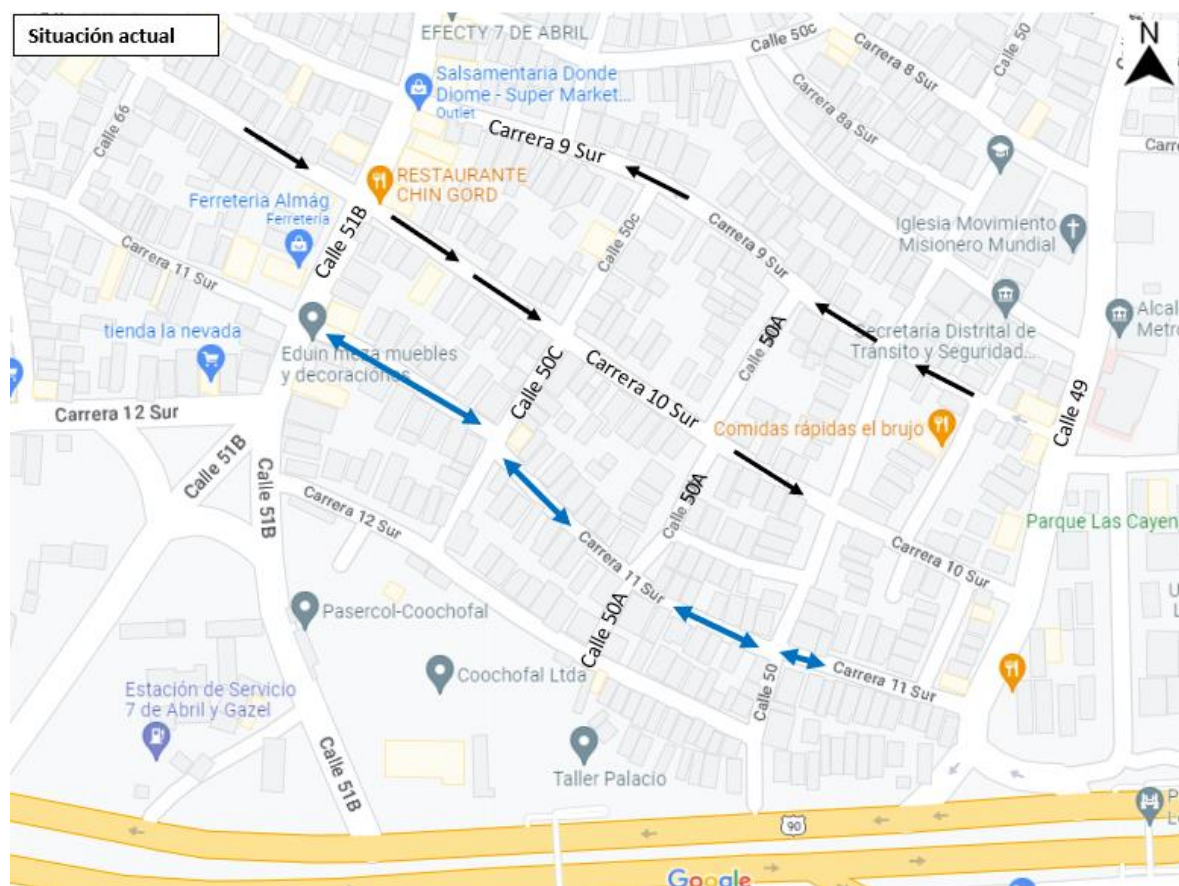 Situación actual
N
EFECTY 7 DE ABRIL
Calle 50c
Carrera 8 Sur
Calle 50
Salsamentaria Donde
Diome - Super Market...
Outlet
Carrera 8a Sur
Calle 66
Carrera 9 Sur
RESTAURANTE
CHIN GORD
Ferreteria Almág
Ferretería
Calle 51B
Calle 50c
Carrera 9 Sur
Iglesia Movimiento
Misionero Mundial
Carrera 11 Sur
tienda la nevada
Eduin meza muebles
y decoraciones
Calle 50A
Secretaría Distrital de
Transito y Seguridad...
Alcal
Metro
Calle 50C
Carrera 10 Sur
Calle 49
Carrera 12 Sur
Comidas rápidas el brujo
Calle 51B
Calle 51B
Carrera 12 Sur
Calle 50A
Parque Las Cayen
Carrera 10 Sur
Carrera 11 Sur
Pasercol-Coochofal
Calle 50A
Coochofal Ltda
Carrera 11 Sur
Calle 50
Estación de Servicio
7 de Abril y Gazel
Calle 51B
Taller Palacio
90
Google